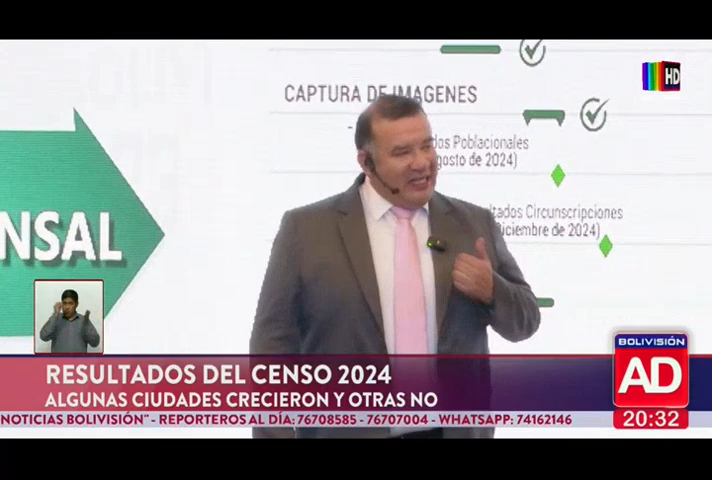 HD
CAPTURA DE IMAGENES
dos Poblacionales
gosto de 2024)
ultados Circunscripciones
iciembre de 2024)
NSAL
RESULTADOS DEL CENSO 2024
ALGUNAS CIUDADES CRECIERON Y OTRAS NO
BOLIVISIÓN
AD
20:32
NOTICIAS BOLIVISIÓN" - REPORTEROS AL DÍA: 76708585 - 76707004 - WHATSAPP: 74162146